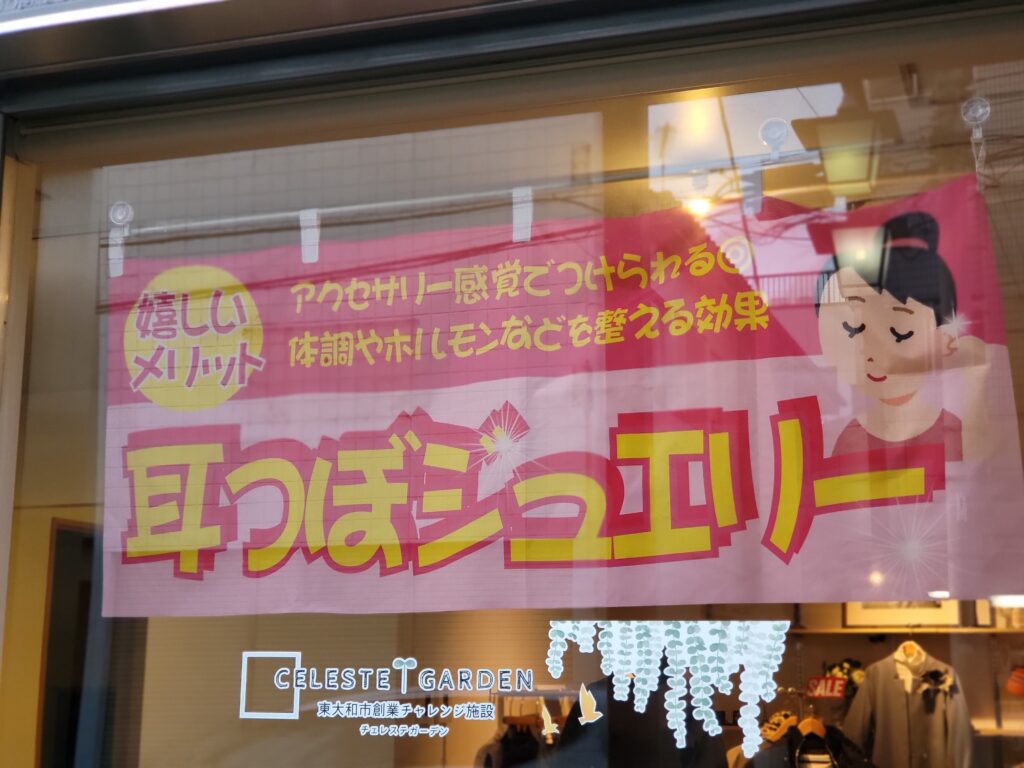 嬉しい
メリット
アクセサリー感覚でつけられる◎
体調やホルモンなどを整える効果
耳つぼジュエリー
CELESTE GARDEN
東大和市創業チャレンジ施設
チェレステガーデン
SALE